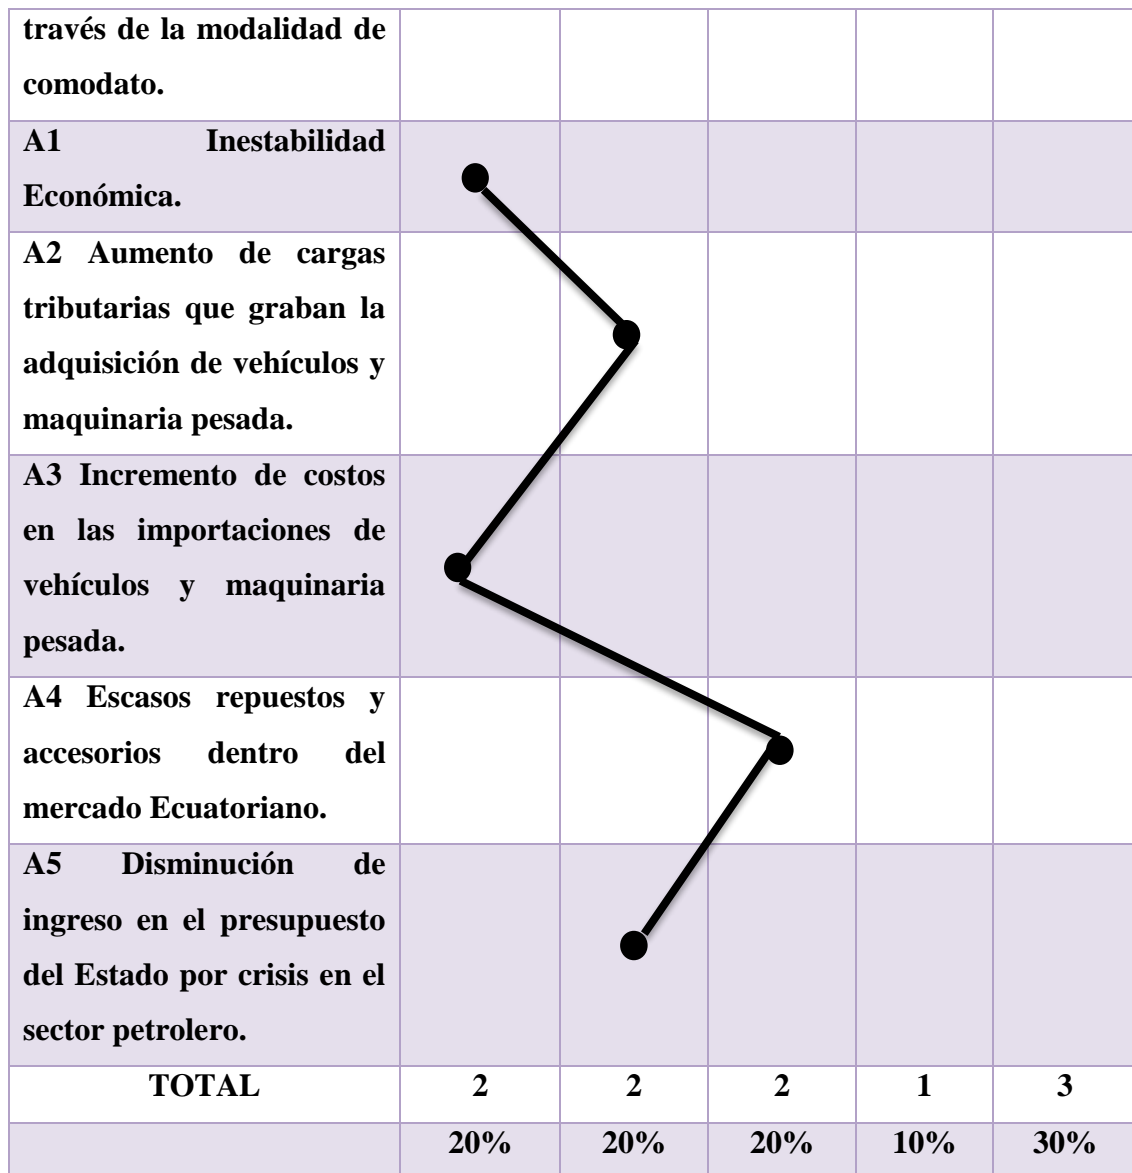 través de la modalidad de
comodato.
A1 Inestabilidad
Económica.
A2 Aumento de cargas
tributarias que graban la
adquisición de vehículos y
maquinaria pesada.
A3 Incremento de costos
en las importaciones de
vehículos y maquinaria
pesada.
A4 Escasos repuestos y
accesorios dentro del
mercado Ecuatoriano.
A5 Disminución de
ingreso en el presupuesto
del Estado por crisis en el
sector petrolero.
TOTAL 2 2 2 1 3
20% 20% 20% 10% 30%